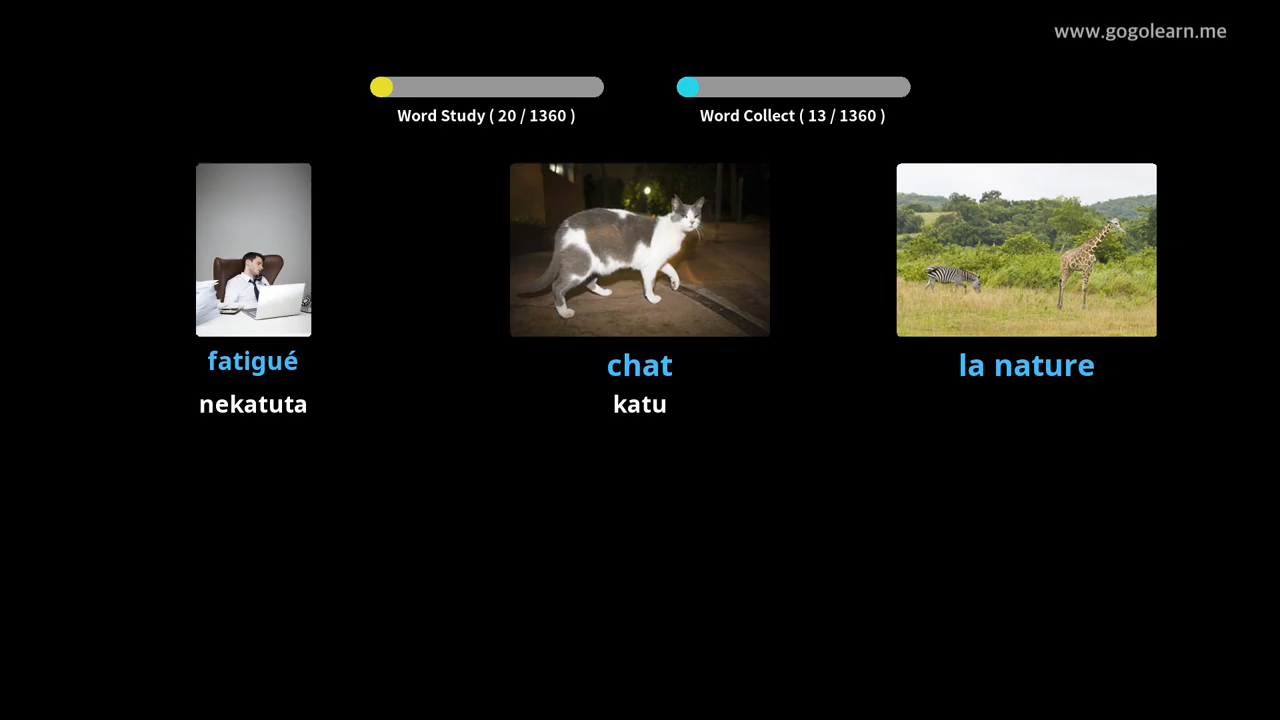 www.gogolearn.me
Word Study ( 20 / 1360 )
Word Collect ( 13 / 1360 )
fatigué
chat
la nature
nekatuta
katu